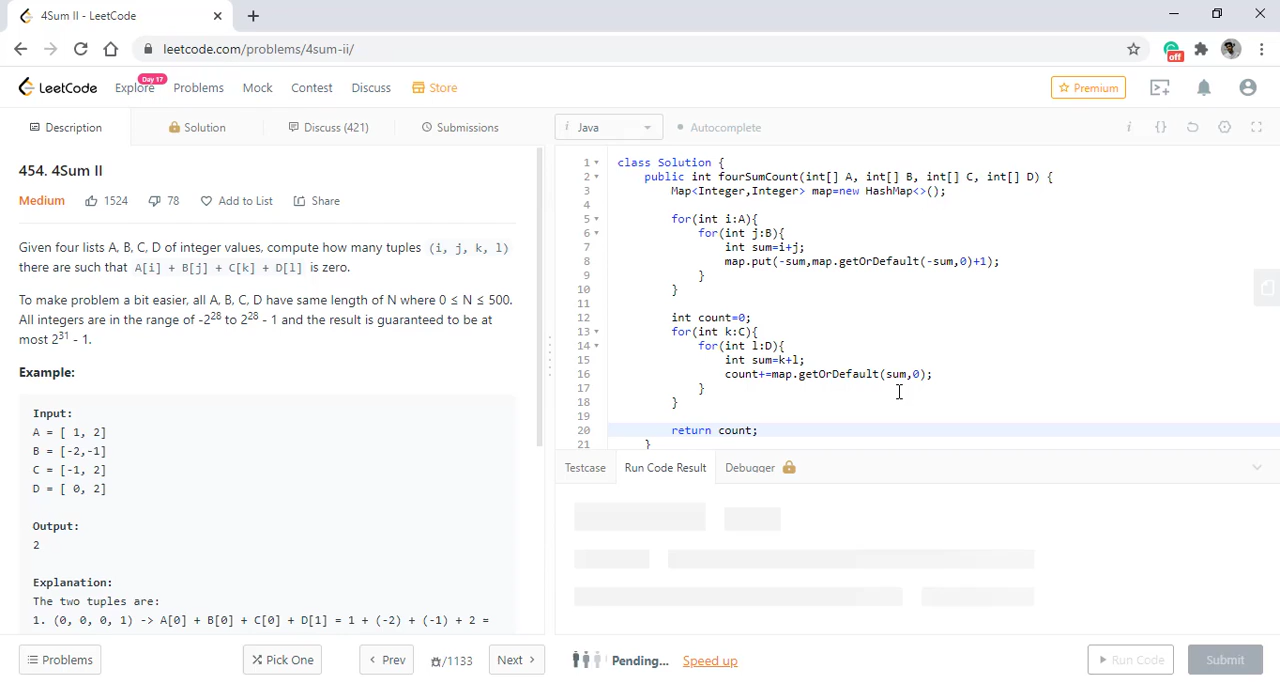 4Sum II - LeetCode
leetcode.com/problems/4sum-ii/
off
LeetCode
Explore
Day 17
Problems
Mock
Contest
Discuss
Store
Premium
Description
Solution
Discuss (421)
Submissions
i
Java
Autocomplete
i
{}
454. 4Sum II
Medium
1524
78
Add to List
Share
Given four lists A, B, C, D of integer values, compute how many tuples (i, j, k, l)
there are such that A[i] + B[j] + C[k] + D[l] is zero.
To make problem a bit easier, all A, B, C, D have same length of N where 0 ≤ N ≤ 500.
All integers are in the range of -2^28 to 2^28 - 1 and the result is guaranteed to be at
most 2^31 - 1.
Example:
Input:
A = [ 1, 2]
B = [-2,-1]
C = [-1, 2]
D = [ 0, 2]
Output:
2
Explanation:
The two tuples are:
1. (0, 0, 0, 1) -> A[0] + B[0] + C[0] + D[1] = 1 + (-2) + (-1) + 2 =
1 class Solution {
2 public int fourSumCount(int[] A, int[] B, int[] C, int[] D) {
3 Map<Integer,Integer> map=new HashMap<>();
4
5 for(int i:A){
6 for(int j:B){
7 int sum=i+j;
8 map.put(-sum,map.getOrDefault(-sum,0)+1);
9 }
10 }
11
12 int count=0;
13 for(int k:C){
14 for(int l:D){
15 int sum=k+l;
16 count+=map.getOrDefault(sum,0);
17 }
18 }
19
20 return count;
21 }
Testcase
Run Code Result
Debugger
Problems
Pick One
Prev
/1133
Next
Pending...
Speed up
Run Code
Submit